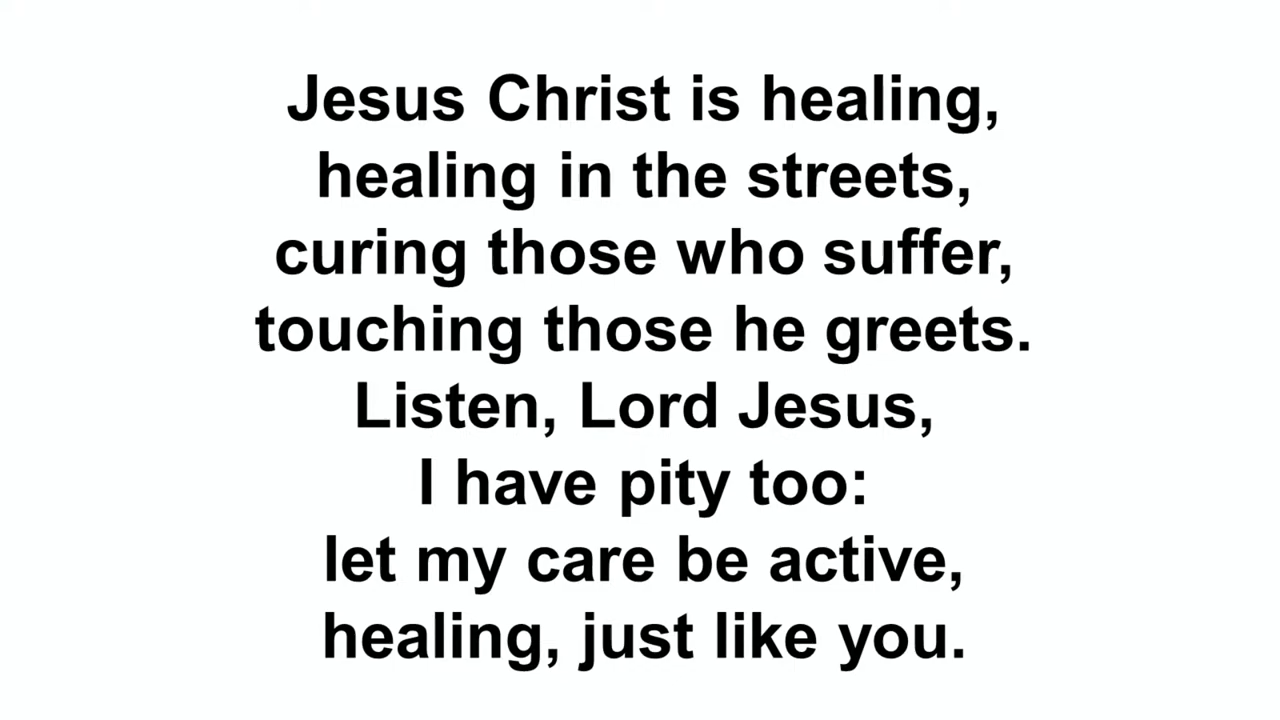 Jesus Christ is healing,
healing in the streets,
curing those who suffer,
touching those he greets.
Listen, Lord Jesus,
I have pity too:
let my care be active,
healing, just like you.